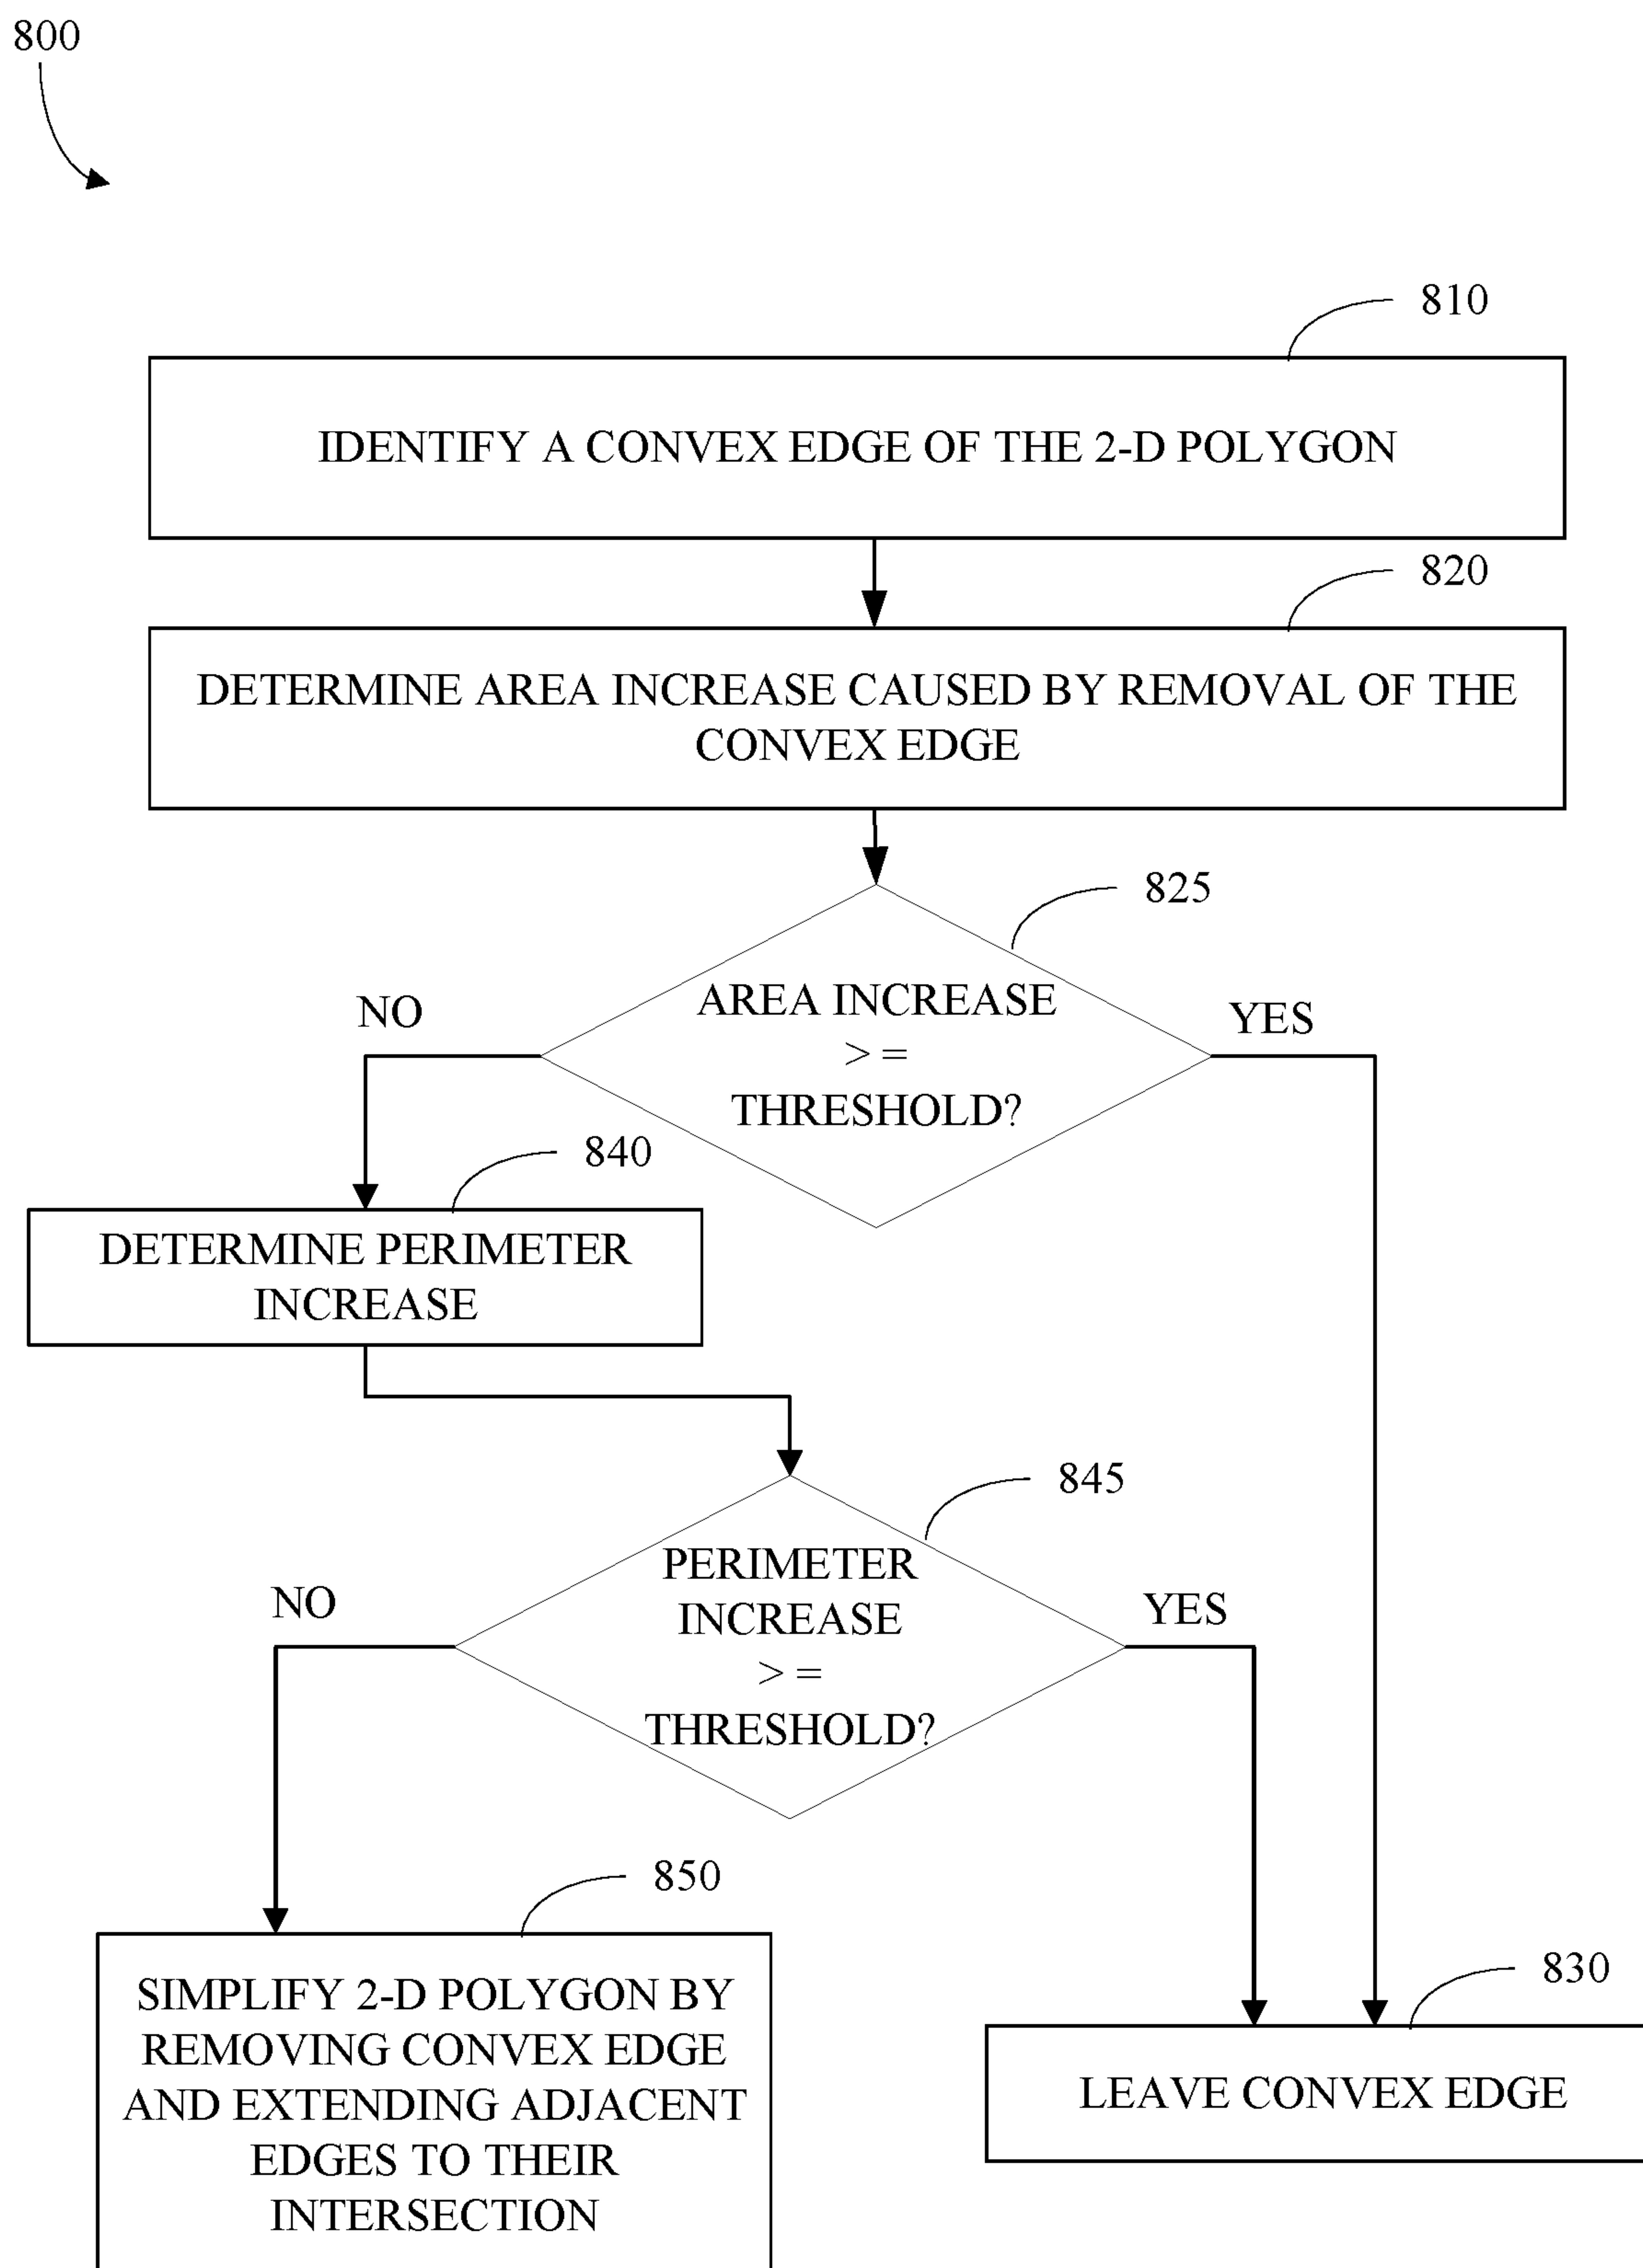 800
810
IDENTIFY A CONVEX EDGE OF THE 2-D POLYGON
820
DETERMINE AREA INCREASE CAUSED BY REMOVAL OF THE
CONVEX EDGE
825
AREA INCREASE
> =
THRESHOLD?
NO
YES
840
DETERMINE PERIMETER
INCREASE
845
PERIMETER
INCREASE
> =
THRESHOLD?
NO
YES
850
SIMPLIFY 2-D POLYGON BY
REMOVING CONVEX EDGE
AND EXTENDING ADJACENT
EDGES TO THEIR
INTERSECTION
830
LEAVE CONVEX EDGE